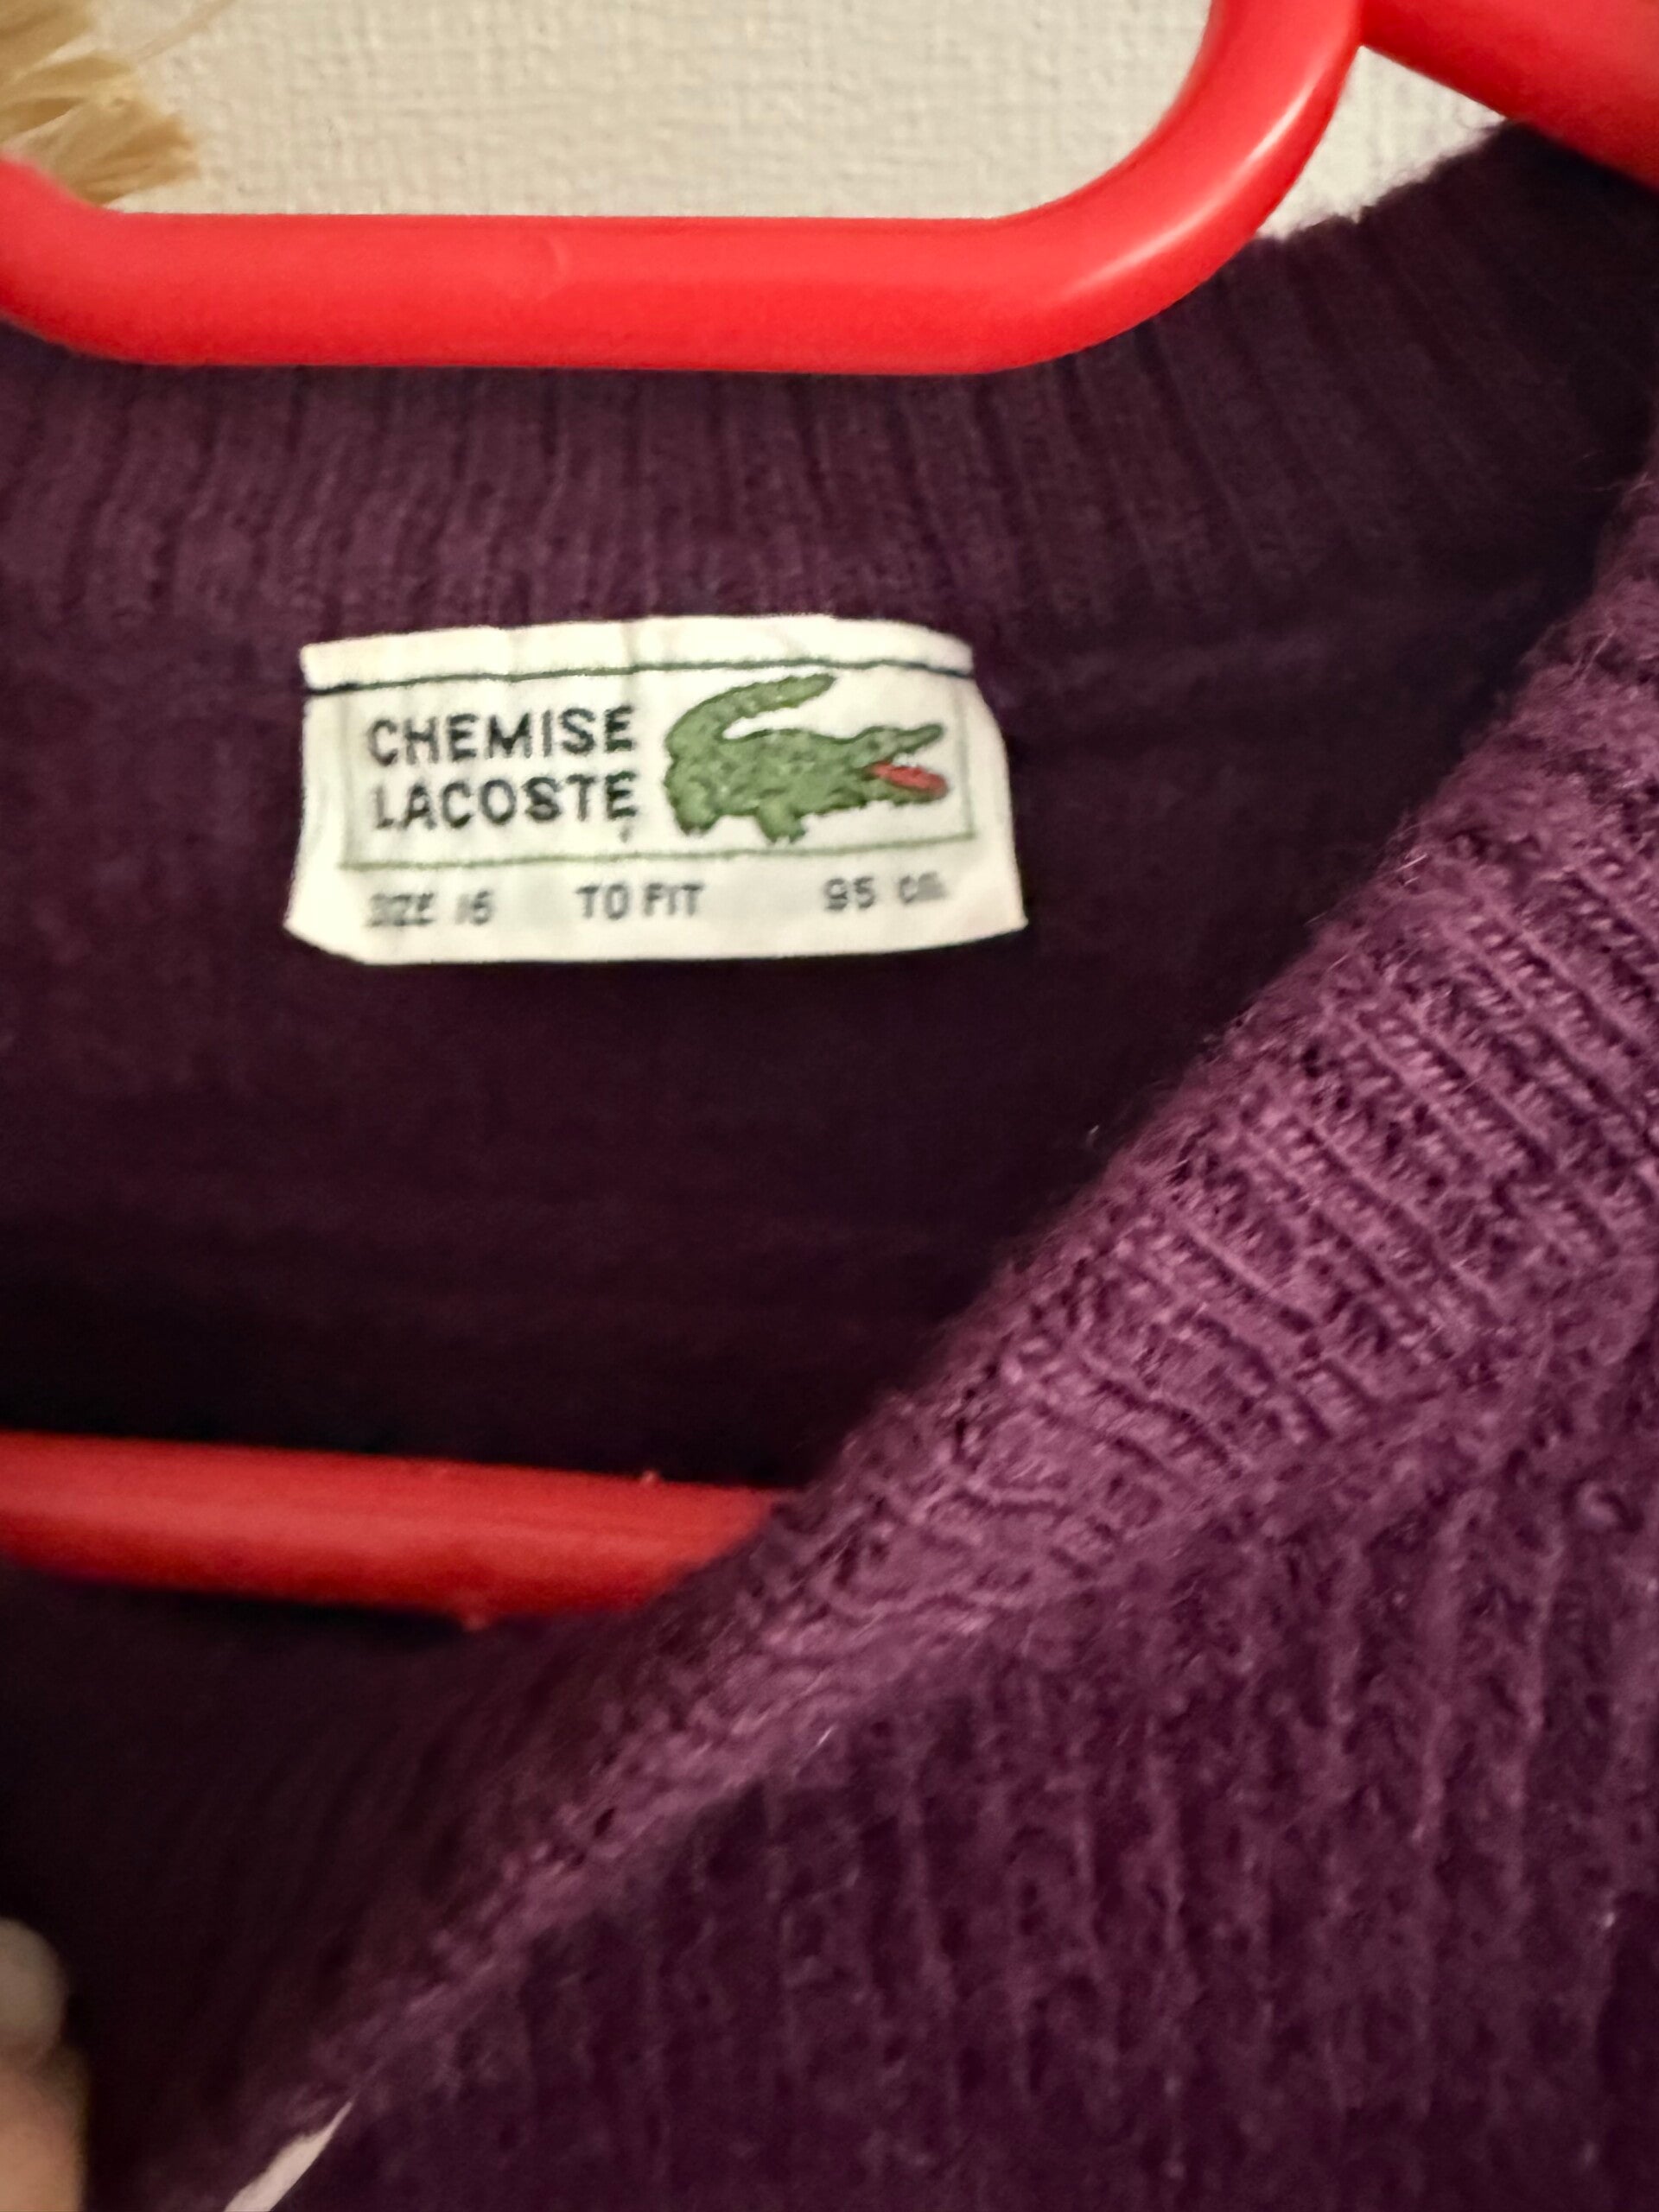 CHEMISE
LACOSTE
SIZE 16 TO FIT 95 cm